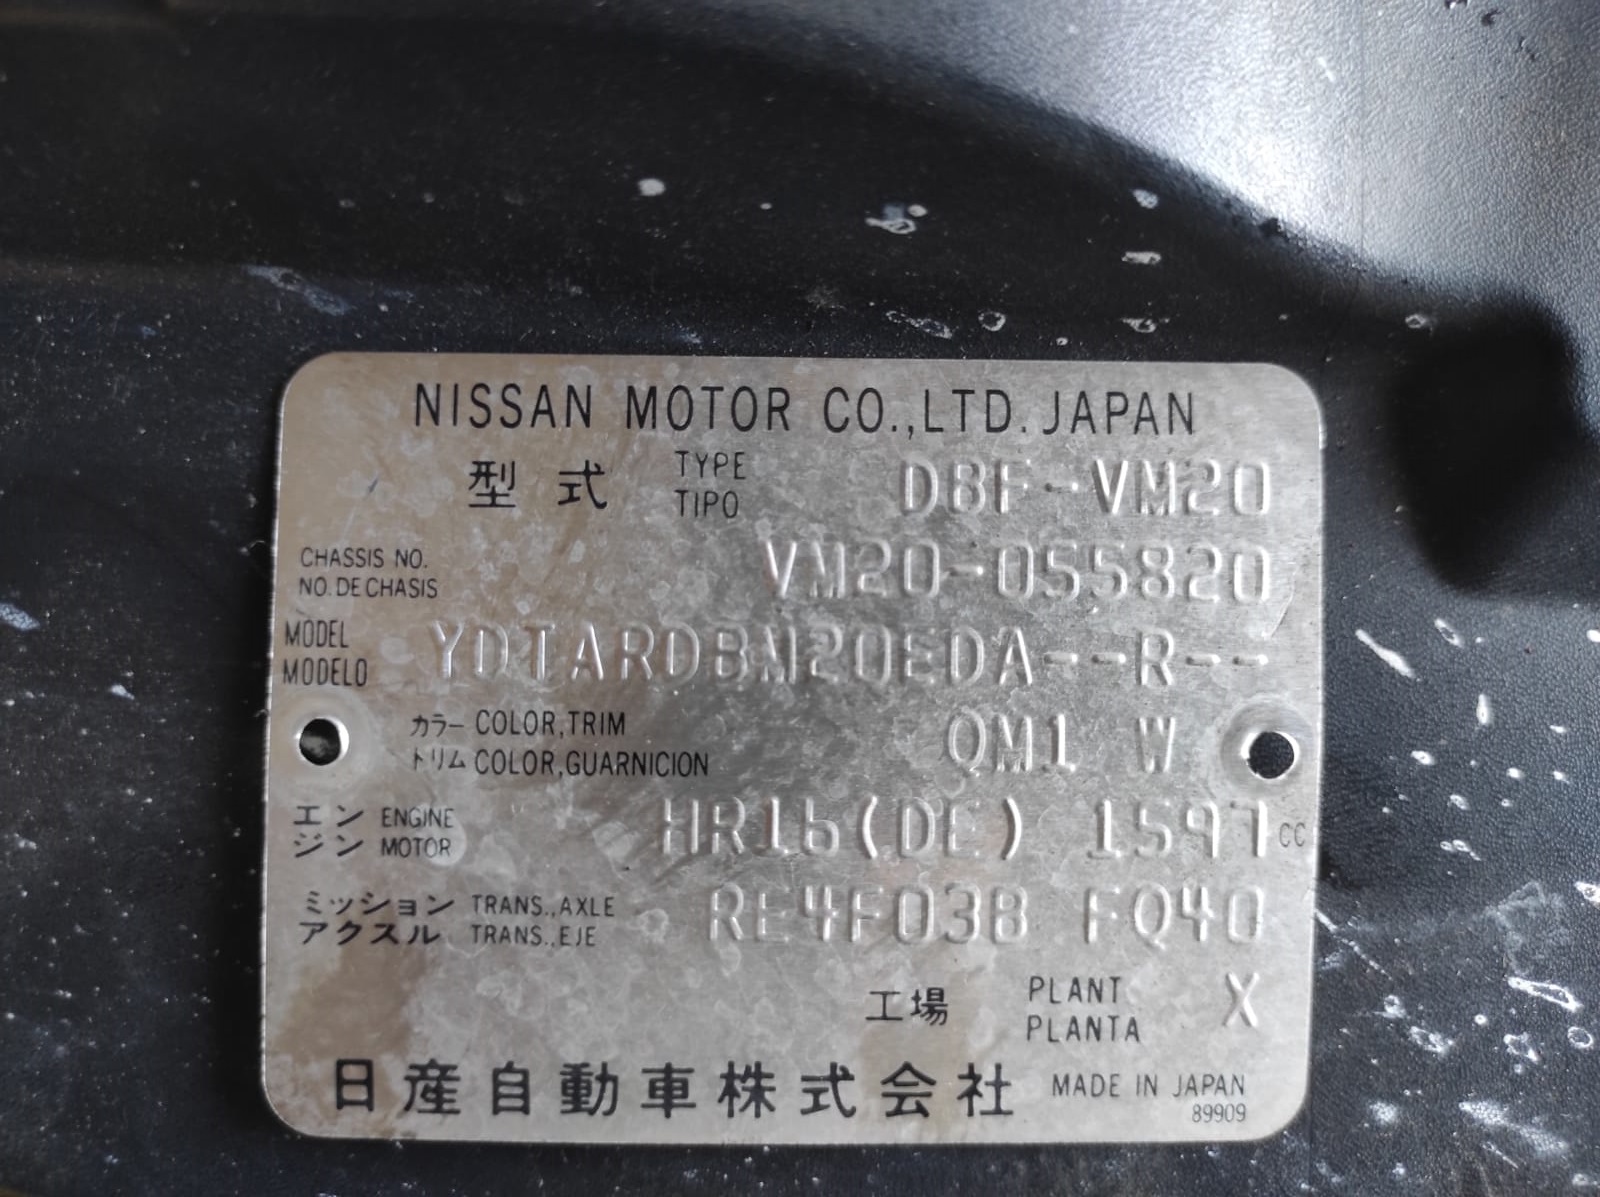 NISSAN MOTOR CO.,LTD. JAPAN
型式 TYPE TIPO DBF-VM20
CHASSIS NO. NO. DE CHASIS VM20-055820
MODEL MODELO YDTARDBM20EDA--R--
カラー COLOR,TRIM
トリム COLOR,GUARNICION QM1 W
エン ENGINE
ジン MOTOR HR16(DE) 1597 CC
ミッション TRANS.,AXLE
アクスル TRANS.,EJE RE4F03B FQ40
工場 PLANT PLANTA X
日産自動車株式会社 MADE IN JAPAN
89909